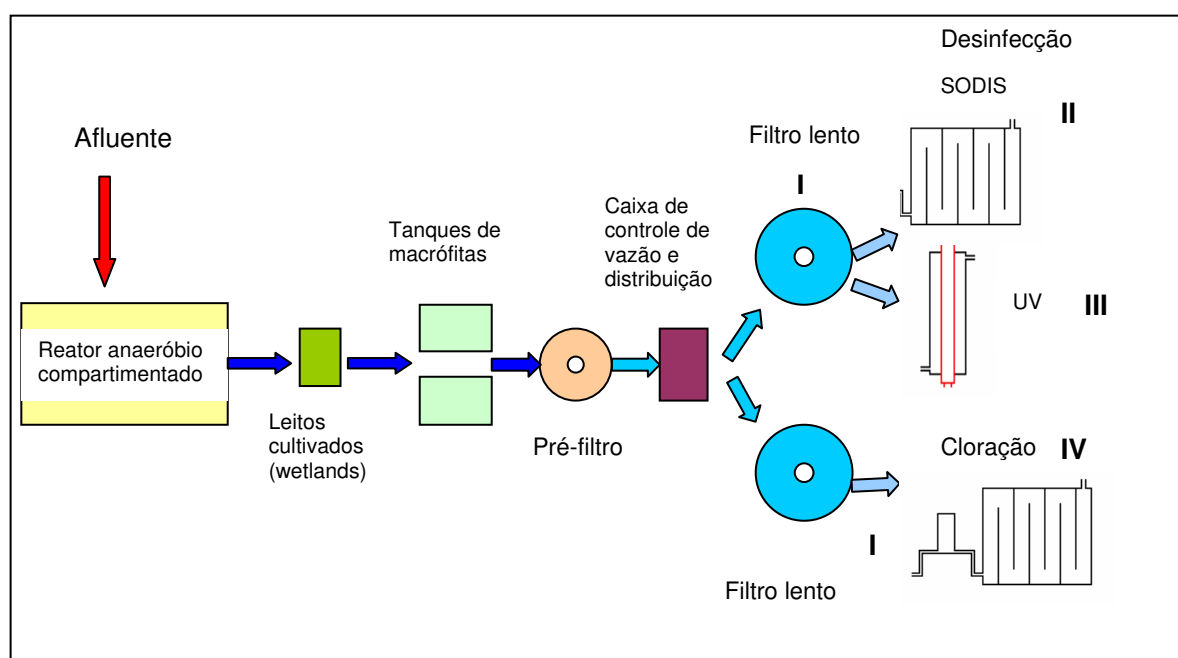 Desinfecção
SODIS
II
Afluente
Filtro lento
I
Tanques de
macrófitas
Caixa de
controle de
vazão e
distribuição
UV
III
Reator anaeróbio
compartimentado
Leitos
cultivados
(wetlands)
Pré-filtro
Cloração
IV
I
Filtro lento